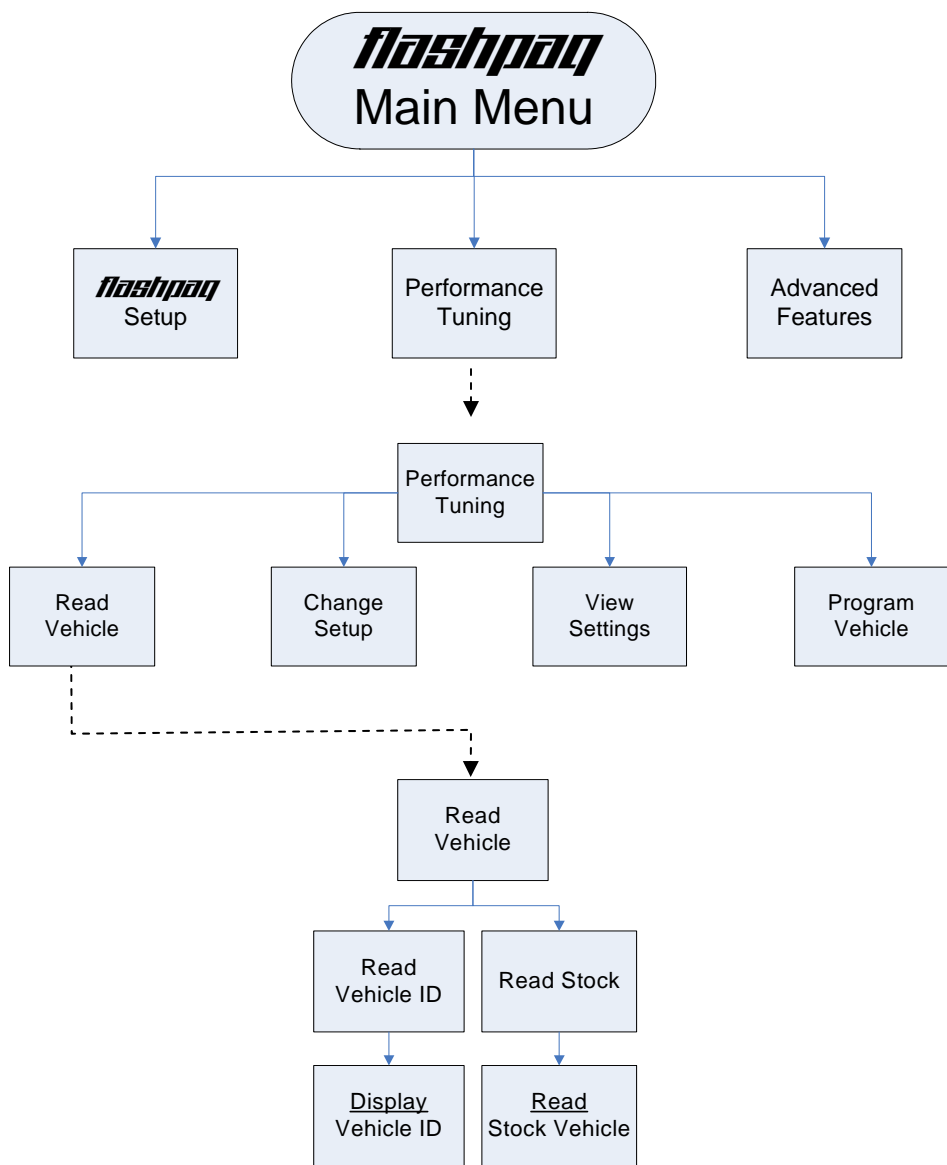 flashpaq
Main Menu
flashpaq
Setup
Performance
Tuning
Advanced
Features
Performance
Tuning
Read
Vehicle
Change
Setup
View
Settings
Program
Vehicle
Read
Vehicle
Read
Vehicle ID
Read Stock
Display
Vehicle ID
Read
Stock Vehicle